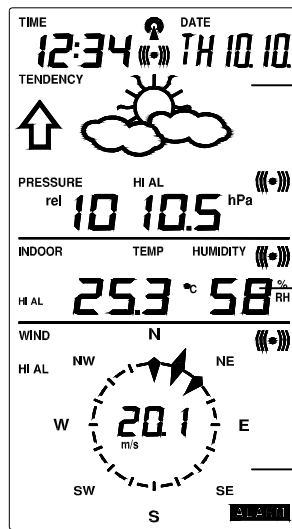 TIME DATE
12:34 TH 10.10.
TENDENCY
PRESSURE HI AL
rel 1010.5 hPa
INDOOR TEMP HUMIDITY
HI AL 25.3 °C 58 % RH
WIND N
HI AL NW NE
W 20.1 E
m/s
SW SE
S
ALARM